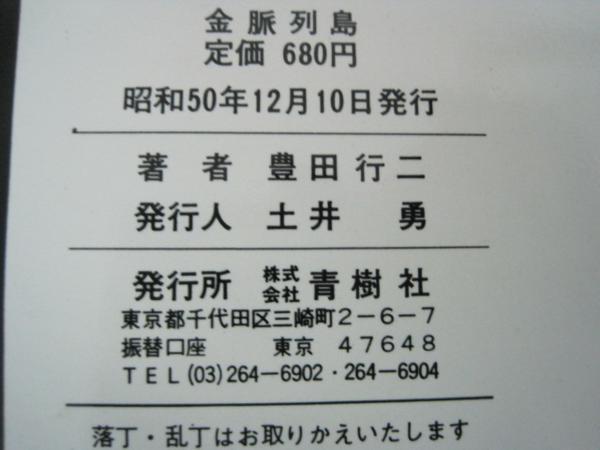 金脈列島
定価 680円
昭和50年12月10日発行
著者 豊田行二
発行人 土井 勇
発行所 株式会社 青樹社
東京都千代田区三崎町2-6-7
振替口座 東京 47648
TEL(03)264-6902・264-6904
落丁・乱丁はお取りかえいたします